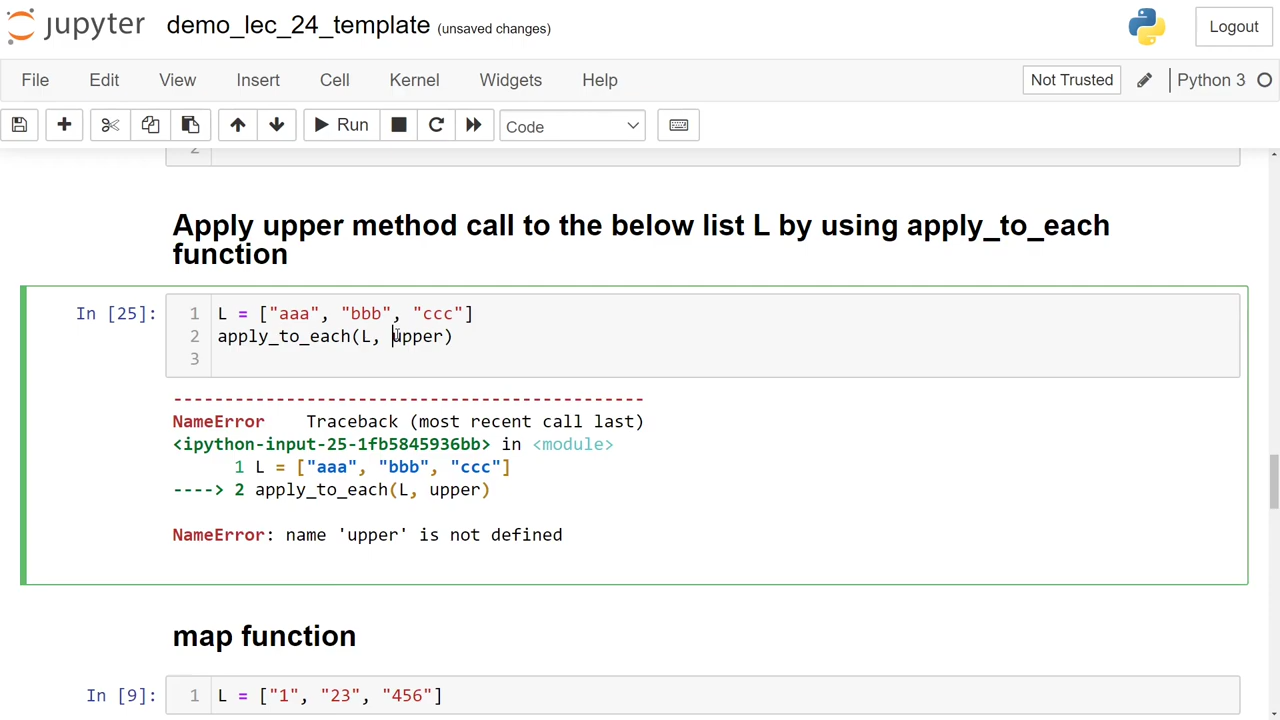 jupyter demo_lec_24_template (unsaved changes) Logout
File Edit View Insert Cell Kernel Widgets Help Not Trusted Python 3
Run Code
2
Apply upper method call to the below list L by using apply_to_each
function
In [25]: 1 L = ["aaa", "bbb", "ccc"]
2 apply_to_each(L, upper)
3
---------------------------------------------
NameError Traceback (most recent call last)
<ipython-input-25-1fb5845936bb> in <module>
1 L = ["aaa", "bbb", "ccc"]
----> 2 apply_to_each(L, upper)
NameError: name 'upper' is not defined
map function
In [9]: 1 L = ["1", "23", "456"]